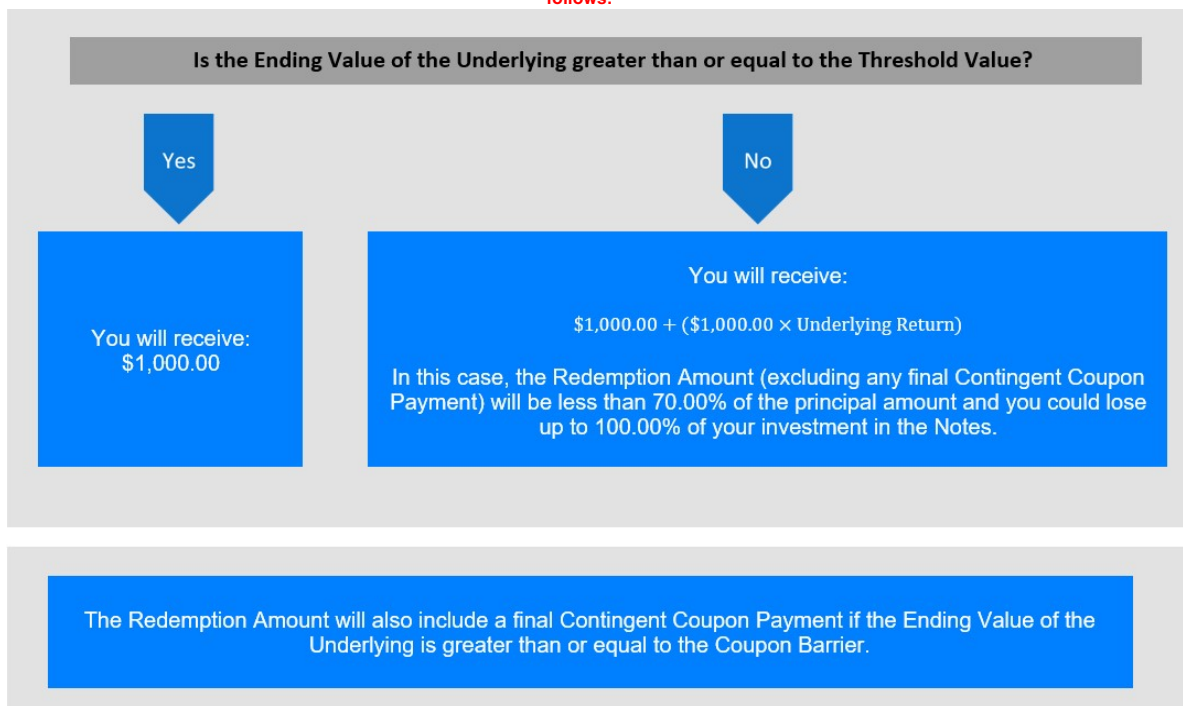 follows:
Is the Ending Value of the Underlying greater than or equal to the Threshold Value?
Yes
No
You will receive:
$1,000.00
You will receive:
$1,000.00 + ($1,000.00 × Underlying Return)
In this case, the Redemption Amount (excluding any final Contingent Coupon
Payment) will be less than 70.00% of the principal amount and you could lose
up to 100.00% of your investment in the Notes.
The Redemption Amount will also include a final Contingent Coupon Payment if the Ending Value of the
Underlying is greater than or equal to the Coupon Barrier.